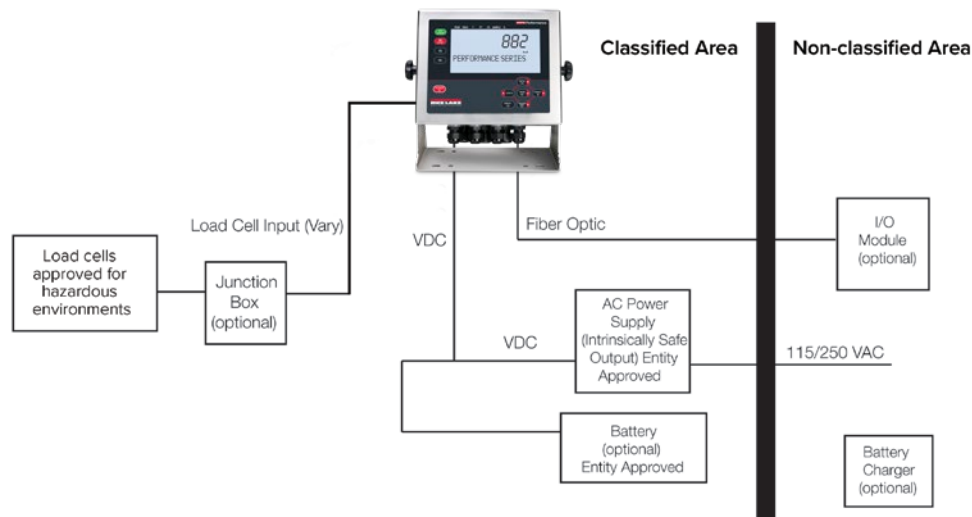 882
PERFORMANCE SERIES
RICE LAKE
Classified Area
Non-classified Area
Load Cell Input (Vary)
VDC
Fiber Optic
I/O
Module
(optional)
Load cells
approved for
hazardous
environments
Junction
Box
(optional)
AC Power
Supply
(Intrinsically Safe
Output) Entity
Approved
VDC
115/250 VAC
Battery
(optional)
Entity Approved
Battery
Charger
(optional)